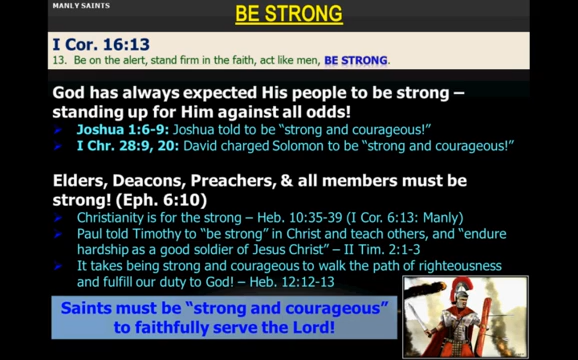 MANLY SAINTS
BE STRONG
I Cor. 16:13
13. Be on the alert, stand firm in the faith, act like men, BE STRONG.
God has always expected His people to be strong –
standing up for Him against all odds!
Joshua 1:6-9: Joshua told to be “strong and courageous!”
I Chr. 28:9, 20: David charged Solomon to be “strong and courageous!”
Elders, Deacons, Preachers, & all members must be
strong! (Eph. 6:10)
Christianity is for the strong – Heb. 10:35-39 (I Cor. 6:13: Manly)
Paul told Timothy to “be strong” in Christ and teach others, and “endure
hardship as a good soldier of Jesus Christ” – II Tim. 2:1-3
It takes being strong and courageous to walk the path of righteousness
and fulfill our duty to God! – Heb. 12:12-13
Saints must be “strong and courageous”
to faithfully serve the Lord!